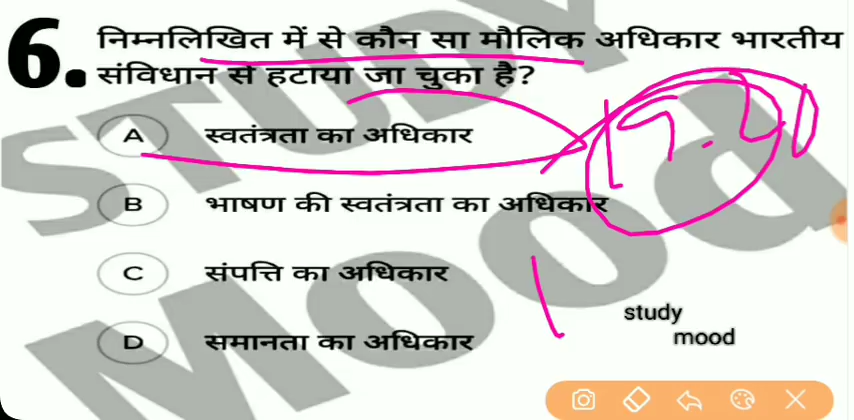 6. निम्नलिखित में से कौन सा मौलिक अधिकार भारतीय
संविधान से हटाया जा चुका है?
A स्वतंत्रता का अधिकार
B भाषण की स्वतंत्रता का अधिकार
C संपत्ति का अधिकार
D समानता का अधिकार
study
mood
STUDY
Mood